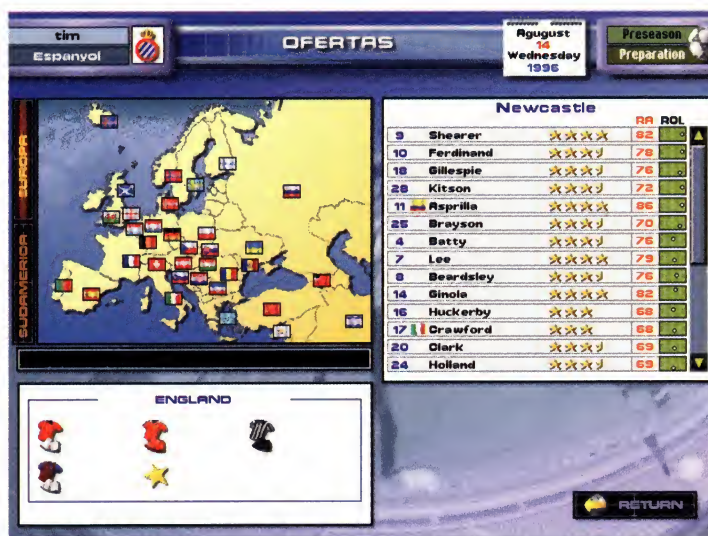 tim
Espanyol
OFERTAS
Agugust
14
Wednesday
1996
Preseason
Preparation
EUROPA
SUDAMERICA
Newcastle
RA ROL
9 Shearer 82
10 Ferdinand 78
18 Gillespie 76
28 Kitson 72
11 Asprilla 86
25 Brayson 70
4 Batty 76
7 Lee 79
8 Beardsley 76
14 Ginola 82
16 Huckerby 68
17 Crawford 68
20 Clark 69
24 Holland 69
ENGLAND
RETURN